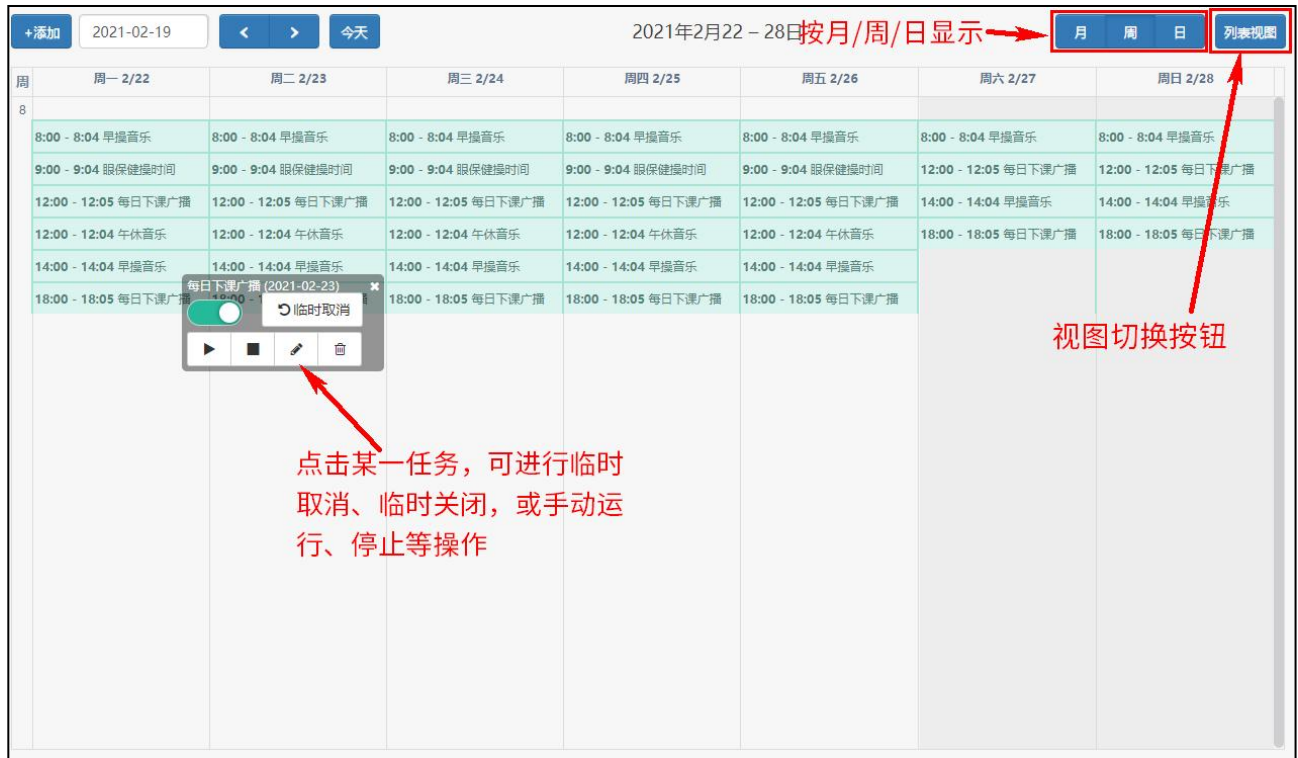 +添加 2021-02-19 < > 今天 2021年2月22 – 28日 按月/周/日显示 月 周 日 列表视图
周 周一 2/22 周二 2/23 周三 2/24 周四 2/25 周五 2/26 周六 2/27 周日 2/28
8
8:00 - 8:04 早操音乐 8:00 - 8:04 早操音乐 8:00 - 8:04 早操音乐 8:00 - 8:04 早操音乐 8:00 - 8:04 早操音乐 8:00 - 8:04 早操音乐 8:00 - 8:04 早操音乐
9:00 - 9:04 眼保健操时间 9:00 - 9:04 眼保健操时间 9:00 - 9:04 眼保健操时间 9:00 - 9:04 眼保健操时间 9:00 - 9:04 眼保健操时间 12:00 - 12:05 每日下课广播 12:00 - 12:05 每日下课广播
12:00 - 12:05 每日下课广播 12:00 - 12:05 每日下课广播 12:00 - 12:05 每日下课广播 12:00 - 12:05 每日下课广播 12:00 - 12:05 每日下课广播 14:00 - 14:04 早操音乐 14:00 - 14:04 早操音乐
12:00 - 12:04 午休音乐 12:00 - 12:04 午休音乐 12:00 - 12:04 午休音乐 12:00 - 12:04 午休音乐 12:00 - 12:04 午休音乐 18:00 - 18:05 每日下课广播 18:00 - 18:05 每日下课广播
14:00 - 14:04 早操音乐 14:00 - 14:04 早操音乐 14:00 - 14:04 早操音乐 14:00 - 14:04 早操音乐 14:00 - 14:04 早操音乐
每日下课广播 (2021-02-23) ×
18:00 - 18:05 每日下课广播 18:00 - 18:05 每日下课广播 18:00 - 18:05 每日下课广播 18:00 - 18:05 每日下课广播
临时取消
视图切换按钮
点击某一任务，可进行临时
取消、临时关闭，或手动运
行、停止等操作